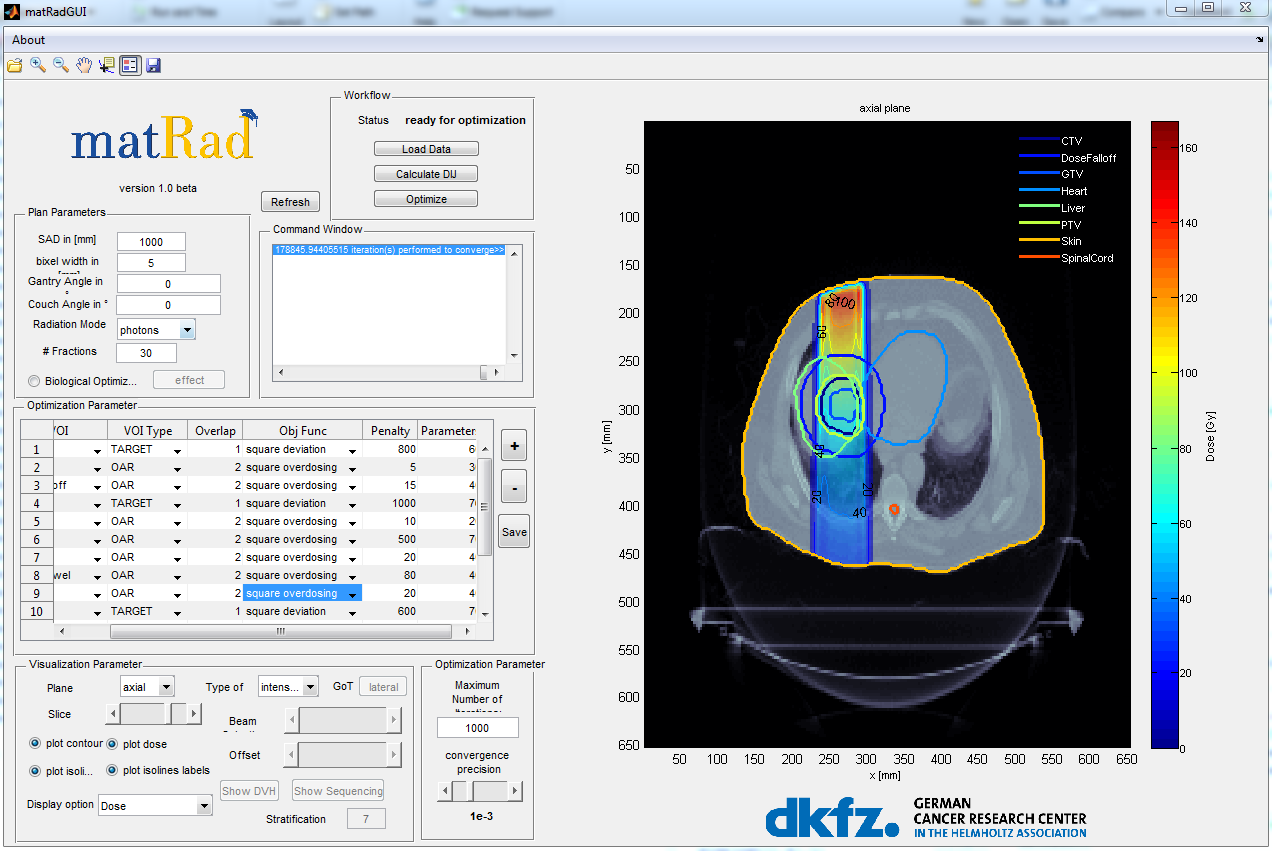 matRadGUI
About
matRad
version 1.0 beta
Refresh
Workflow
Status ready for optimization
Load Data
Calculate DIJ
Optimize
Plan Parameters
SAD in [mm] 1000
bixel width in 5
Gantry Angle in ° 0
Couch Angle in ° 0
Radiation Mode photons
# Fractions 30
Biological Optimiz... effect
Command Window
178845.94405515 iteration(s) performed to converge>>
Optimization Parameter
VOI VOI Type Overlap Obj Func Penalty Parameter
1 TARGET 1 square deviation 800 6
2 OAR 2 square overdosing 5 3
3 off OAR 2 square overdosing 15 4
4 TARGET 1 square deviation 1000 7
5 OAR 2 square overdosing 10 2
6 OAR 2 square overdosing 500 7
7 OAR 2 square overdosing 20 4
8 wel OAR 2 square overdosing 80 4
9 OAR 2 square overdosing 20 4
10 TARGET 1 square deviation 600 7
+
-
Save
Visualization Parameter
Plane axial Type of intens... GoT lateral
Slice
Beam
Offset
plot contour plot dose
plot isoli... plot isolines labels
Show DVH Show Sequencing
Display option Dose
Stratification 7
Optimization Parameter
Maximum
Number of
1000
convergence
precision
1e-3
axial plane
CTV
DoseFalloff
GTV
Heart
Liver
PTV
Skin
SpinalCord
50
100
150
200
250
300
350
400
450
500
550
600
650
y [mm]
80 100
60
40
20 20
40
50 100 150 200 250 300 350 400 450 500 550 600 650
x [mm]
160
140
120
100
80
60
40
20
0
Dose [Gy]
dkfz.
GERMAN
CANCER RESEARCH CENTER
IN THE HELMHOLTZ ASSOCIATION